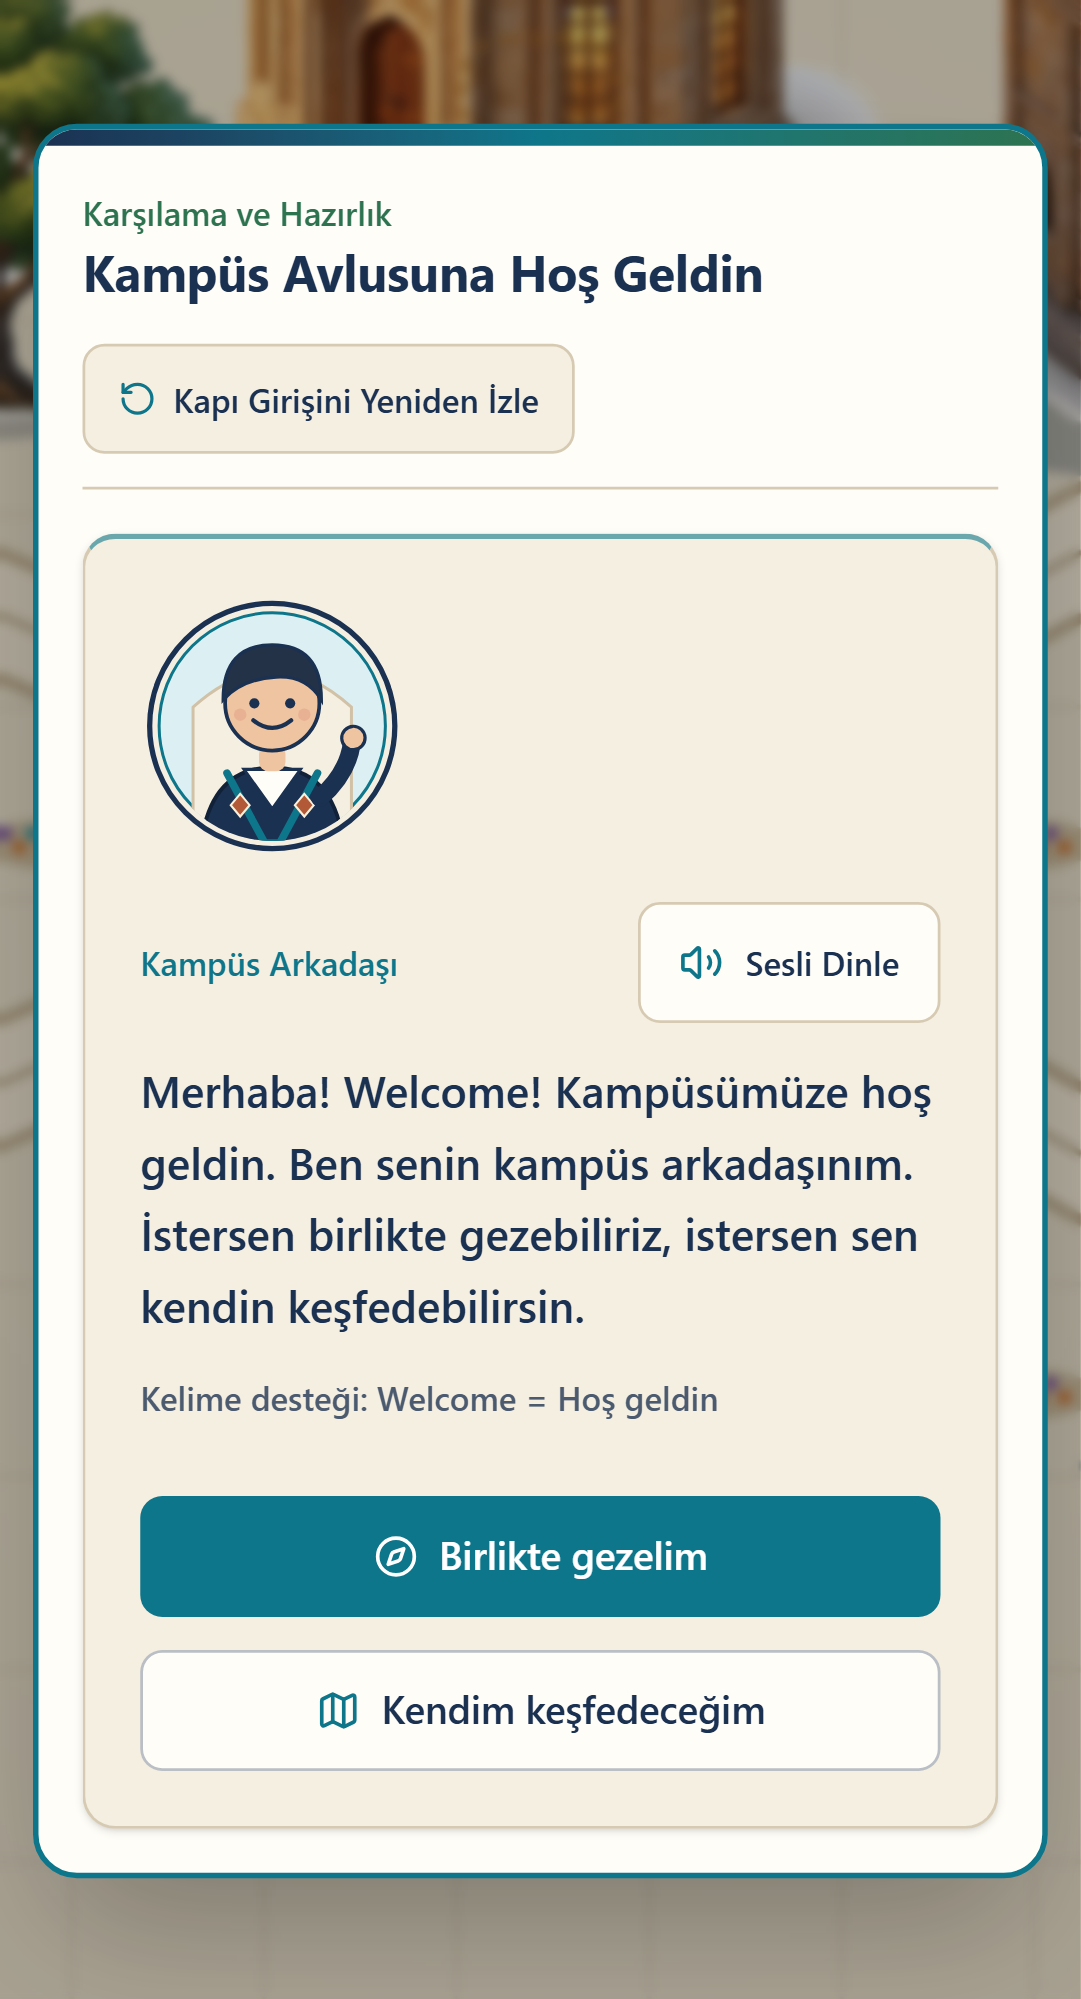 Karşılama ve Hazırlık
Kampüs Avlusuna Hoş Geldin
Kapı Girişini Yeniden İzle
Kampüs Arkadaşı
Sesli Dinle
Merhaba! Welcome! Kampüsümüze hoş
geldin. Ben senin kampüs arkadaşınım.
İstersen birlikte gezebiliriz, istersen sen
kendin keşfedebilirsin.
Kelime desteği: Welcome = Hoş geldin
Birlikte gezelim
Kendim keşfedeceğim